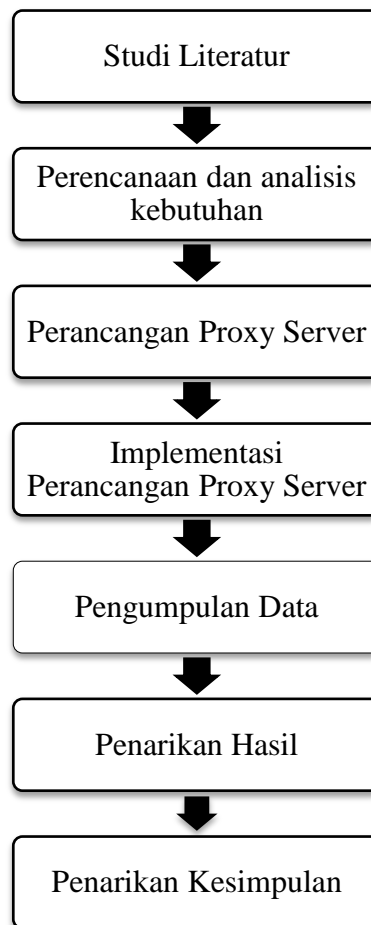 Studi Literatur
Perencanaan dan analisis
kebutuhan
Perancangan Proxy Server
Implementasi
Perancangan Proxy Server
Pengumpulan Data
Penarikan Hasil
Penarikan Kesimpulan